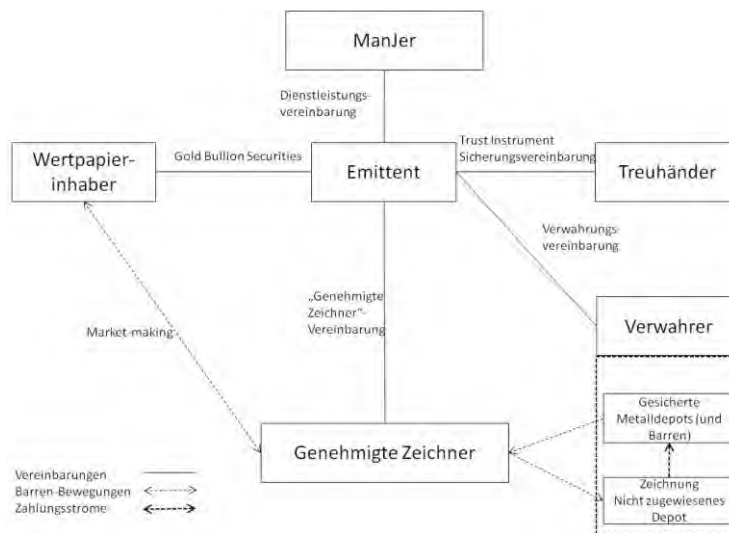 ManJer
Dienstleistungs-
vereinbarung
Wertpapier-
inhaber
Gold Bullion Securities
Emittent
Trust Instrument
Sicherungsvereinbarung
Treuhänder
Verwahrungs-
vereinbarung
„Genehmigte
Zeichner“-
Vereinbarung
Market-making
Verwahrer
Gesicherte
Metalldepots (und
Barren)
Genehmigte Zeichner
Zeichnung
Nicht zugewiesenes
Depot
Vereinbarungen
Barren-Bewegungen
Zahlungsströme